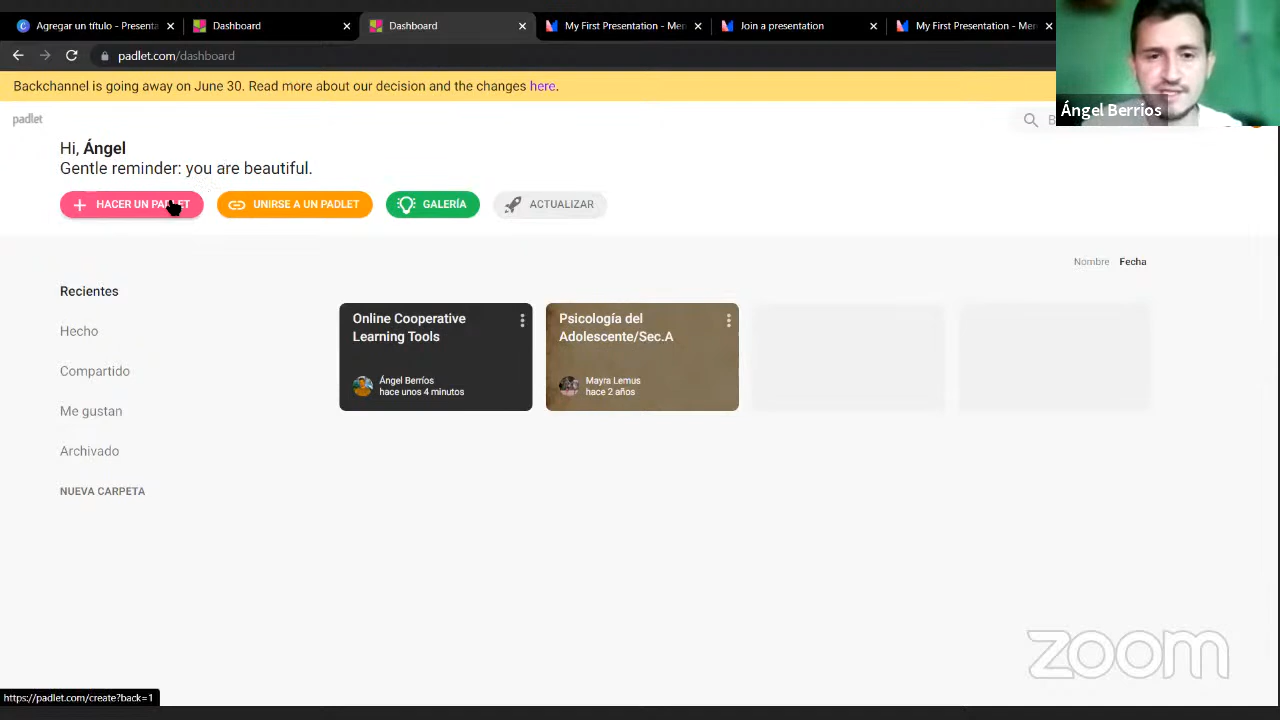 Agregar un título - Presenta
Dashboard
Dashboard
My First Presentation - Men
Join a presentation
My First Presentation - Men
padlet.com/dashboard
Backchannel is going away on June 30. Read more about our decision and the changes here.
Ángel Berrios
padlet
Hi, Ángel
Gentle reminder: you are beautiful.
HACER UN PADLET
UNIRSE A UN PADLET
GALERÍA
ACTUALIZAR
Nombre Fecha
Recientes
Hecho
Compartido
Me gustan
Archivado
NUEVA CARPETA
Online Cooperative
Learning Tools
Ángel Berríos
hace unos 4 minutos
Psicología del
Adolescente/Sec.A
Mayra Lemus
hace 2 años
zoom
https://padlet.com/create?back=1